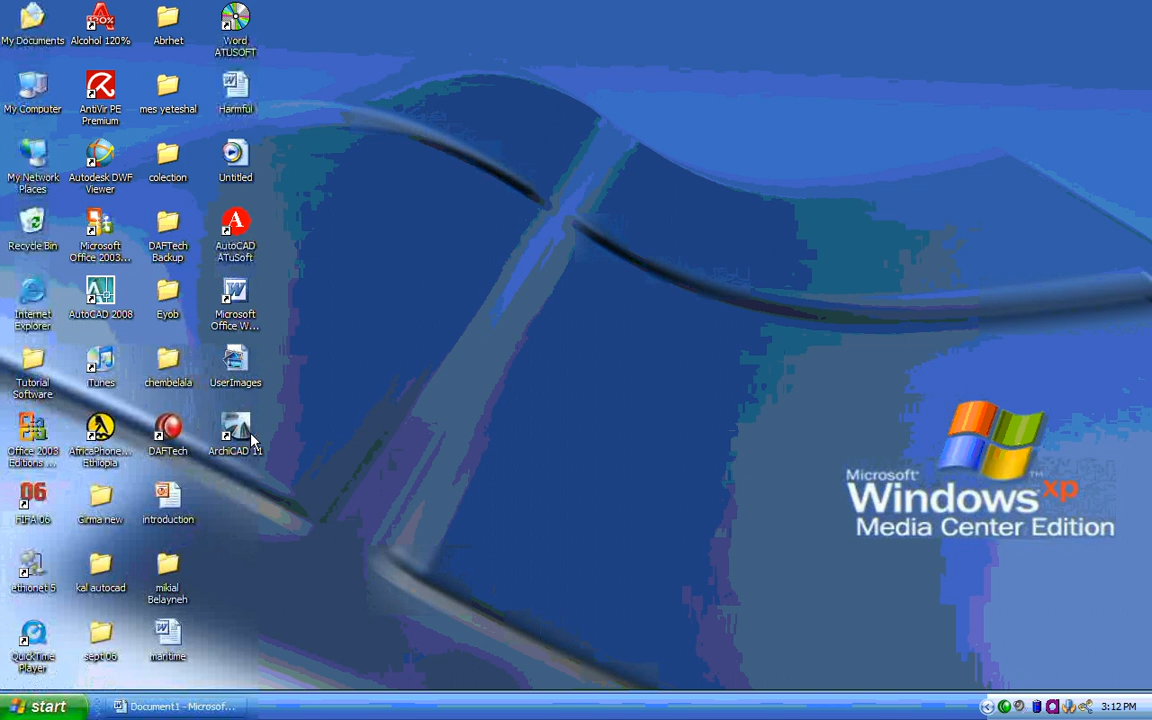 My Documents
Alcohol 120%
Abrhet
Word
ATUSOFT
My Computer
AntiVir PE
Premium
mes yeteshal
Harmful
My Network
Places
Autodesk DWF
Viewer
colection
Untitled
Recycle Bin
Microsoft
Office 2003...
DAFTech
Backup
AutoCAD
ATuSoft
Internet
Explorer
AutoCAD 2008
Eyob
Microsoft
Office W...
Tutorial
Software
iTunes
chembelala
UserImages
Office 2003
Editions ...
AfricaPhone...
Ethiopia
DAFTech
ArchiCAD 11
FIFA 06
Girma new
introduction
ethionet 5
kal autocad
mikial
Belayneh
QuickTime
Player
sept 06
maritime
Microsoft®
Windows xp
Media Center Edition
start
Document1 - Microsof...
3:12 PM